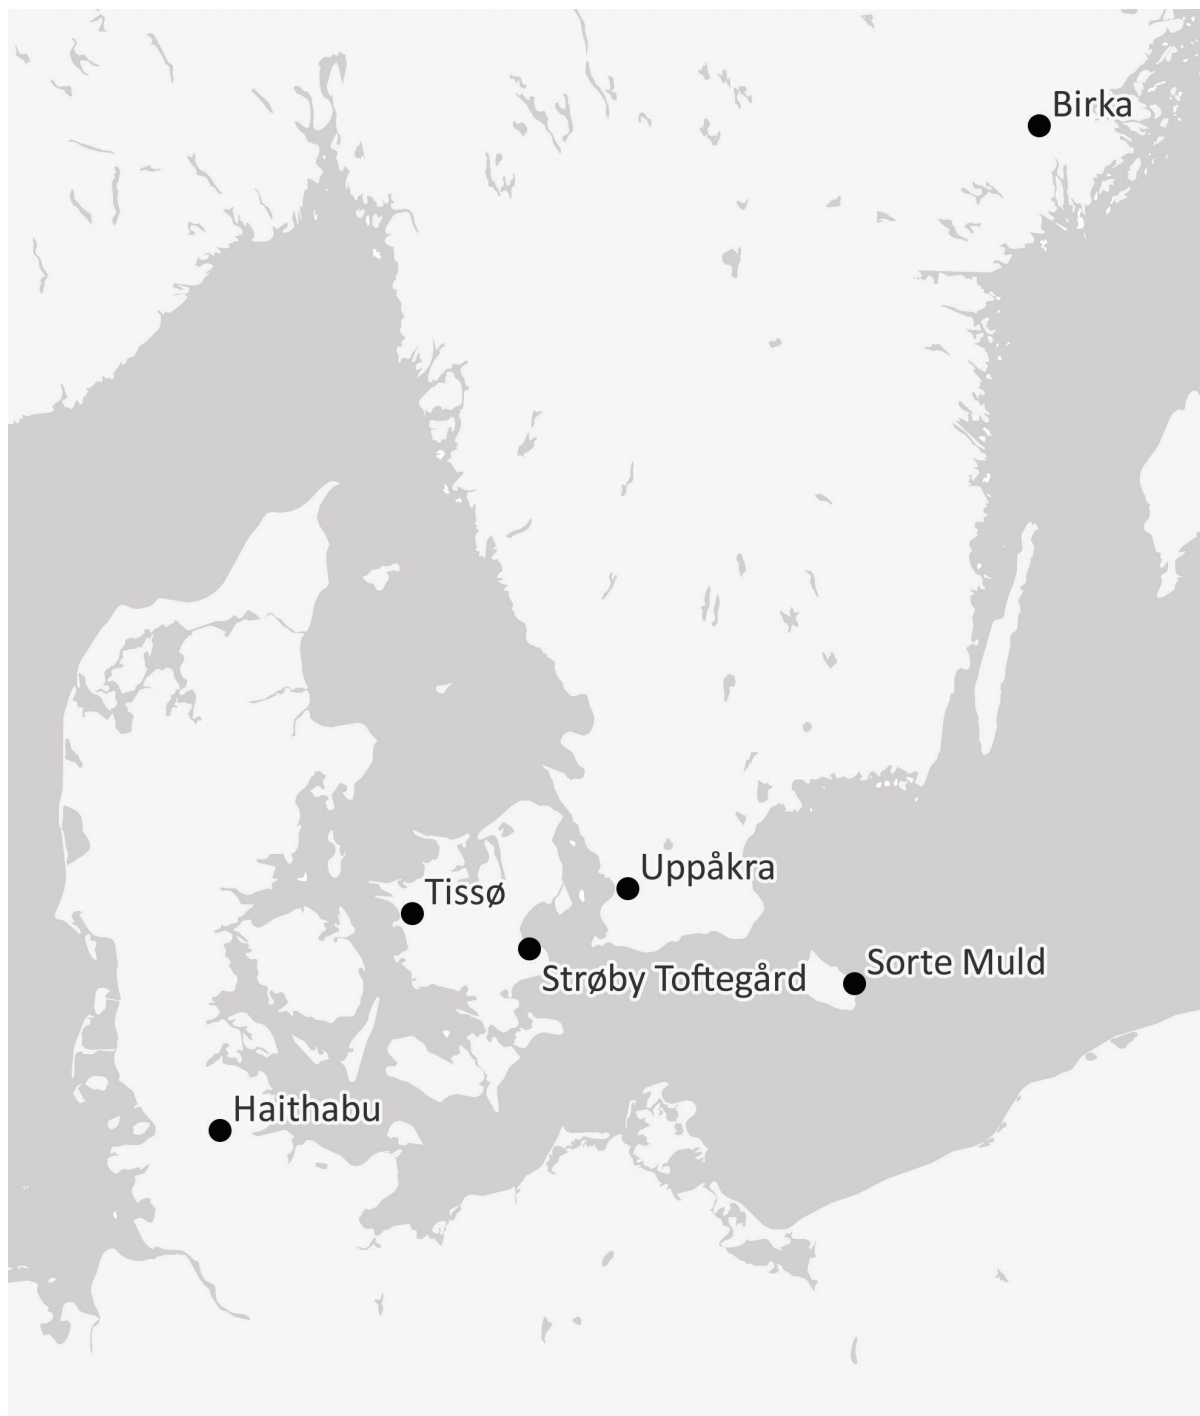 Birka
Uppåkra
Tissø
Sorte Muld
Strøby Toftegård
Haithabu